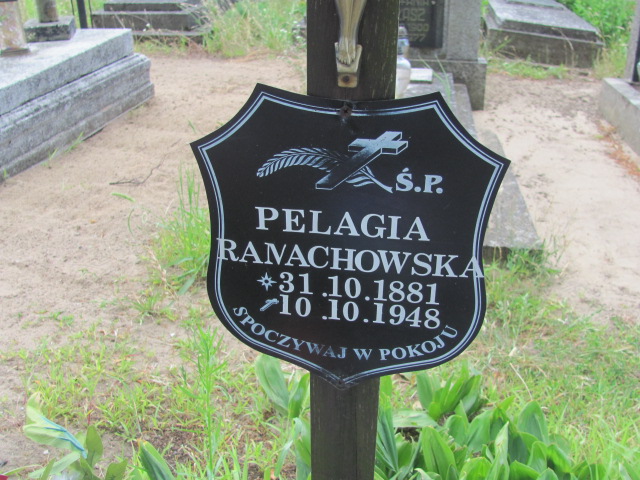 Ś.P.
PELAGIA
RANACHOWSKA
31.10.1881
10.10.1948
SPOCZYWAJ W POKOJU